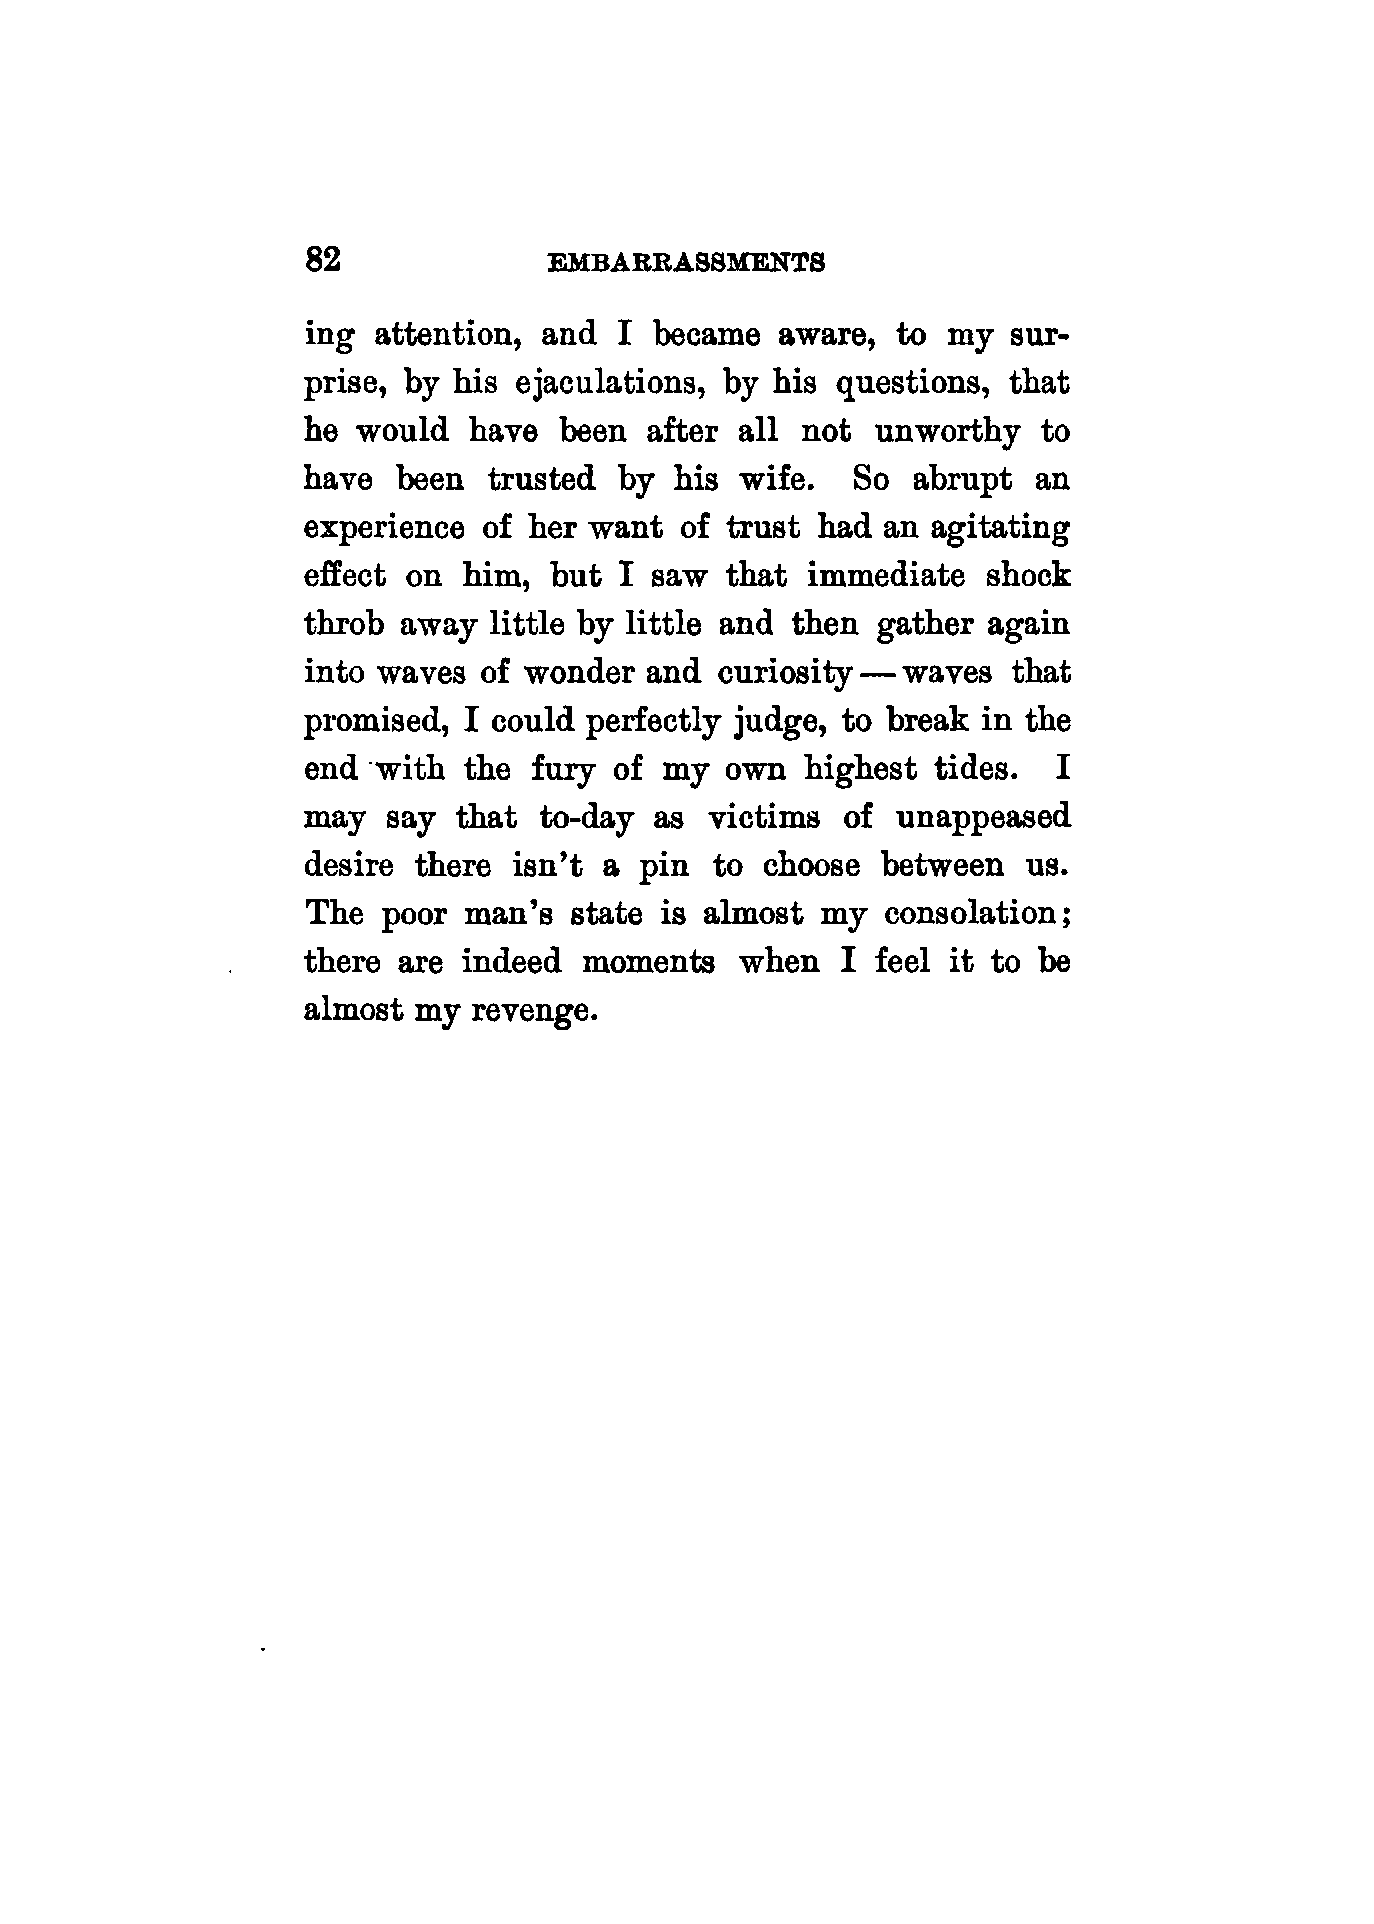 82 EMBARRASSMENTS
ing attention, and I became aware, to my sur-
prise, by his ejaculations, by his questions, that
he would have been after all not unworthy to
have been trusted by his wife. So abrupt an
experience of her want of trust had an agitating
effect on him, but I saw that immediate shock
throb away little by little and then gather again
into waves of wonder and curiosity — waves that
promised, I could perfectly judge, to break in the
end with the fury of my own highest tides. I
may say that to-day as victims of unappeased
desire there isn't a pin to choose between us.
The poor man's state is almost my consolation;
there are indeed moments when I feel it to be
almost my revenge.